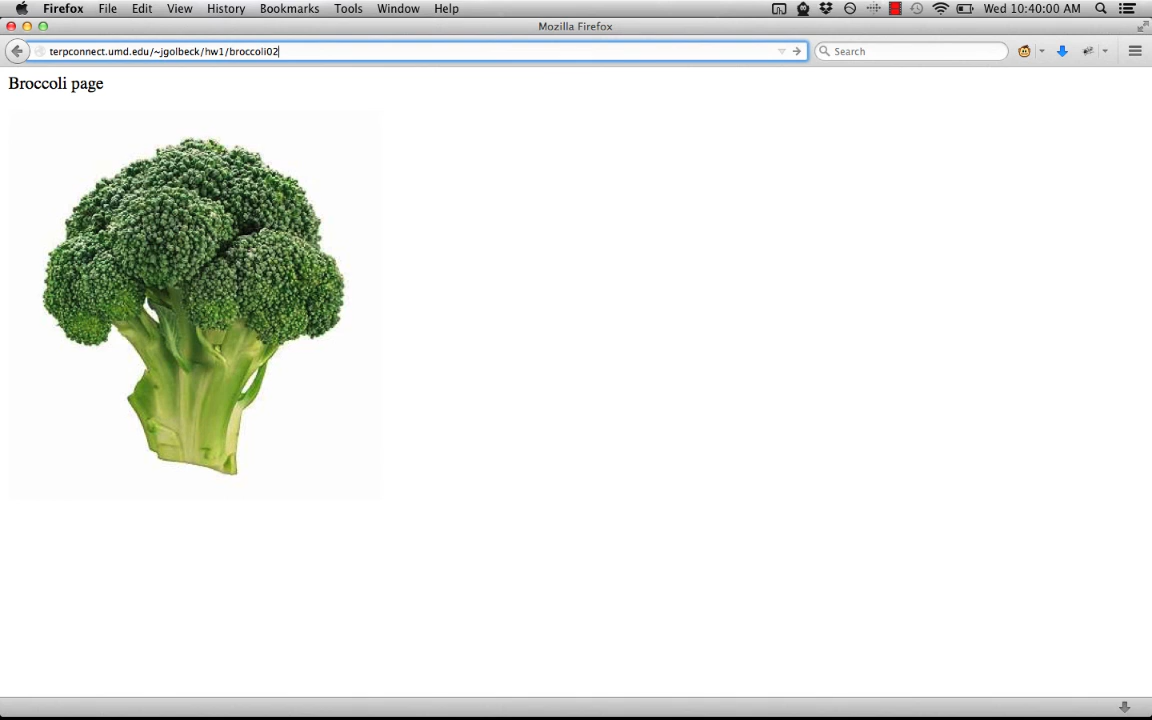 Firefox File Edit View History Bookmarks Tools Window Help Wed 10:40:00 AM
Mozilla Firefox
terpconnect.umd.edu/~jgolbeck/hw1/broccoli02 Search
Broccoli page